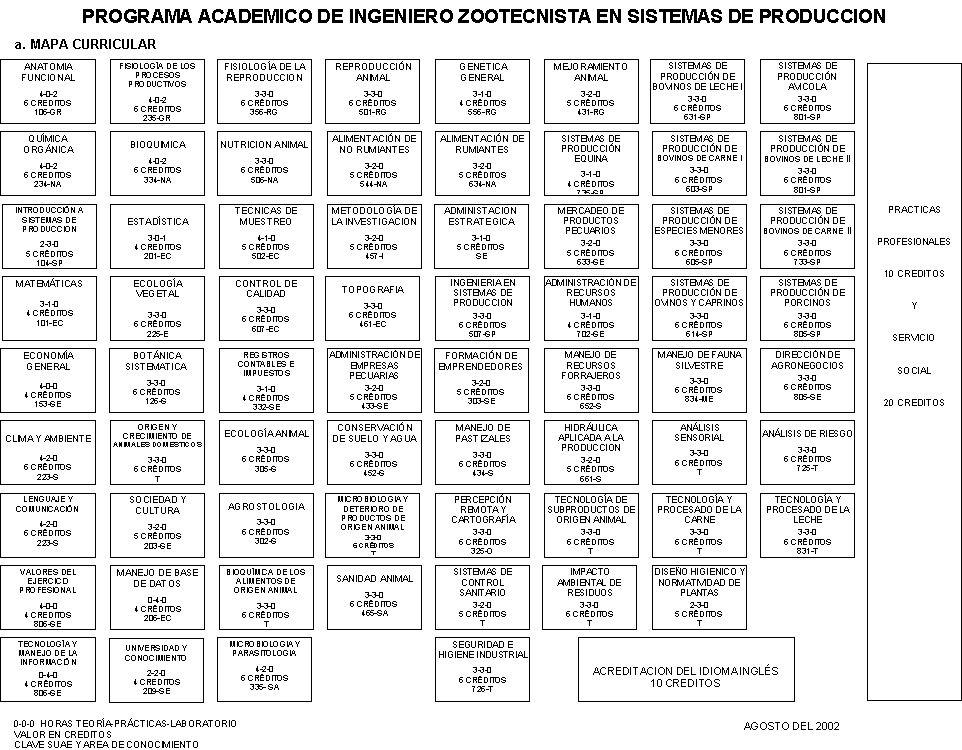 PROGRAMA ACADEMICO DE INGENIERO ZOOTECNISTA EN SISTEMAS DE PRODUCCION
a. MAPA CURRICULAR
ANATOMIA
FUNCIONAL
4-0-2
6 CRÉDITOS
106-GR
FISIOLOGÍA DE LOS
PROCESOS
PRODUCTIVOS
4-0-2
6 CRÉDITOS
235-GR
FISIOLOGÍA DE LA
REPRODUCCION
3-3-0
6 CRÉDITOS
356-RG
REPRODUCCIÓN
ANIMAL
3-3-0
6 CRÉDITOS
501-RG
GENETICA
GENERAL
3-1-0
4 CRÉDITOS
556-RG
MEJORAMIENTO
ANIMAL
3-2-0
5 CRÉDITOS
431-RG
SISTEMAS DE
PRODUCCIÓN DE
BOVINOS DE LECHE I
3-3-0
6 CRÉDITOS
631-SP
SISTEMAS DE
PRODUCCIÓN
AVICOLA
3-3-0
6 CRÉDITOS
801-SP
QUÍMICA
ORGÁNICA
4-0-2
6 CRÉDITOS
234-NA
BIOQUIMICA
4-0-2
6 CRÉDITOS
334-NA
NUTRICION ANIMAL
3-3-0
6 CRÉDITOS
506-NA
ALIMENTACIÓN DE
NO RUMIANTES
3-2-0
5 CRÉDITOS
544-NA
ALIMENTACIÓN DE
RUMIANTES
3-2-0
5 CRÉDITOS
634-NA
SISTEMAS DE
PRODUCCIÓN
EQUINA
3-1-0
4 CRÉDITOS
735-SP
SISTEMAS DE
PRODUCCIÓN DE
BOVINOS DE CARNE I
3-3-0
6 CRÉDITOS
603-SP
SISTEMAS DE
PRODUCCIÓN DE
BOVINOS DE LECHE II
3-3-0
6 CRÉDITOS
801-SP
INTRODUCCIÓN A
SISTEMAS DE
PRODUCCION
2-3-0
5 CRÉDITOS
104-SP
ESTADÍSTICA
3-0-1
4 CRÉDITOS
201-EC
TECNICAS DE
MUESTREO
4-1-0
5 CRÉDITOS
502-EC
METODOLOGÍA DE
LA INVESTIGACION
3-2-0
5 CRÉDITOS
457-I
ADMINISTACION
ESTRATEGICA
3-1-0
5 CRÉDITOS
SE
MERCADEO DE
PRODUCTOS
PECUARIOS
3-2-0
5 CRÉDITOS
633-SE
SISTEMAS DE
PRODUCCIÓN DE
ESPECIES MENORES
3-3-0
6 CRÉDITOS
605-SP
SISTEMAS DE
PRODUCCIÓN DE
BOVINOS DE CARNE II
3-3-0
6 CRÉDITOS
733-SP
MATEMÁTICAS
3-1-0
4 CRÉDITOS
101-EC
ECOLOGÍA
VEGETAL
3-3-0
6 CRÉDITOS
225-E
CONTROL DE
CALIDAD
3-3-0
6 CRÉDITOS
607-EC
TOPOGRAFIA
3-3-0
6 CRÉDITOS
461-EC
INGENIERIA EN
SISTEMAS DE
PRODUCCIÓN
3-3-0
6 CRÉDITOS
507-SP
ADMINISTRACIÓN DE
RECURSOS
HUMANOS
3-1-0
4 CRÉDITOS
702-SE
SISTEMAS DE
PRODUCCIÓN DE
OVINOS Y CAPRINOS
3-3-0
6 CRÉDITOS
614-SP
SISTEMAS DE
PRODUCCIÓN DE
PORCINOS
3-3-0
6 CRÉDITOS
805-SP
ECONOMÍA
GENERAL
4-0-0
4 CRÉDITOS
153-SE
BOTÁNICA
SISTEMATICA
3-3-0
6 CRÉDITOS
126-S
REGISTROS
CONTABLES E
IMPUESTOS
3-1-0
4 CRÉDITOS
332-SE
ADMINISTRACIÓN DE
EMPRESAS
PECUARIAS
3-2-0
5 CRÉDITOS
433-SE
FORMACIÓN DE
EMPRENDEDORES
3-2-0
5 CRÉDITOS
303-SE
MANEJO DE
RECURSOS
FORRAJEROS
3-3-0
6 CRÉDITOS
652-S
MANEJO DE FAUNA
SILVESTRE
3-3-0
6 CRÉDITOS
834-ME
DIRECCIÓN DE
AGRONEGOCIOS
3-3-0
6 CRÉDITOS
805-SE
CLIMA Y AMBIENTE
4-2-0
6 CRÉDITOS
223-S
ORIGEN Y
CRECIMIENTO DE
ANIMALES DOMESTICOS
3-3-0
6 CRÉDITOS
T
ECOLOGÍA ANIMAL
3-3-0
6 CRÉDITOS
305-S
CONSERVACIÓN
DE SUELO Y AGUA
3-3-0
6 CRÉDITOS
452-S
MANEJO DE
PASTIZALES
3-3-0
6 CRÉDITOS
434-S
HIDRÁULICA
APLICADA A LA
PRODUCCION
3-2-0
5 CRÉDITOS
661-S
ANÁLISIS
SENSORIAL
3-3-0
6 CRÉDITOS
T
ANÁLISIS DE RIESGO
3-3-0
6 CRÉDITOS
725-T
LENGUAJE Y
COMUNICACIÓN
4-2-0
6 CRÉDITOS
223-S
SOCIEDAD Y
CULTURA
3-2-0
5 CRÉDITOS
203-SE
AGROSTOLOGIA
3-3-0
6 CRÉDITOS
302-S
MICROBIOLOGIA Y
DETERIORO DE
PRODUCTOS DE
ORIGEN ANIMAL
3-3-0
6 CRÉDITOS
T
PERCEPCIÓN
REMOTA Y
CARTOGRAFÍA
3-3-0
6 CRÉDITOS
325-O
TECNOLOGÍA DE
SUBPRODUCTOS DE
ORIGEN ANIMAL
3-3-0
6 CRÉDITOS
T
TECNOLOGÍA Y
PROCESADO DE LA
CARNE
3-3-0
6 CRÉDITOS
T
TECNOLOGÍA Y
PROCESADO DE LA
LECHE
3-3-0
6 CRÉDITOS
831-T
VALORES DEL
EJERCICO
PROFESIONAL
4-0-0
4 CRÉDITOS
806-SE
MANEJO DE BASE
DE DATOS
0-4-0
4 CRÉDITOS
206-EC
BIOQUÍMICA DE LOS
ALIMENTOS DE
ORIGEN ANIMAL
3-3-0
6 CRÉDITOS
T
SANIDAD ANIMAL
3-3-0
6 CRÉDITOS
465-SA
SISTEMAS DE
CONTROL
SANITARIO
3-2-0
5 CRÉDITOS
T
IMPACTO
AMBIENTAL DE
RESIDUOS
3-3-0
6 CRÉDITOS
T
DISEÑO HIGIENICO Y
NORMATIVIDAD DE
PLANTAS
2-3-0
5 CRÉDITOS
T
TECNOLOGÍA Y
MANEJO DE LA
INFORMACIÓN
0-4-0
4 CRÉDITOS
806-SE
UNIVERSIDAD Y
CONOCIMIENTO
2-2-0
4 CRÉDITOS
209-SE
MICROBIOLOGIA Y
PARASITOLOGIA
4-2-0
6 CRÉDITOS
335-SA
SEGURIDAD E
HIGIENE INDUSTRIAL
3-3-0
6 CRÉDITOS
726-T
ACREDITACION DEL IDIOMA INGLÉS
10 CREDITOS
PRACTICAS
PROFESIONALES
10 CREDITOS
Y
SERVICIO
SOCIAL
20 CREDITOS
0-0-0 HORAS TEORÍA-PRÁCTICAS-LABORATORIO
VALOR EN CREDITOS
CLAVE SUAE Y AREA DE CONOCIMIENTO
AGOSTO DEL 2002